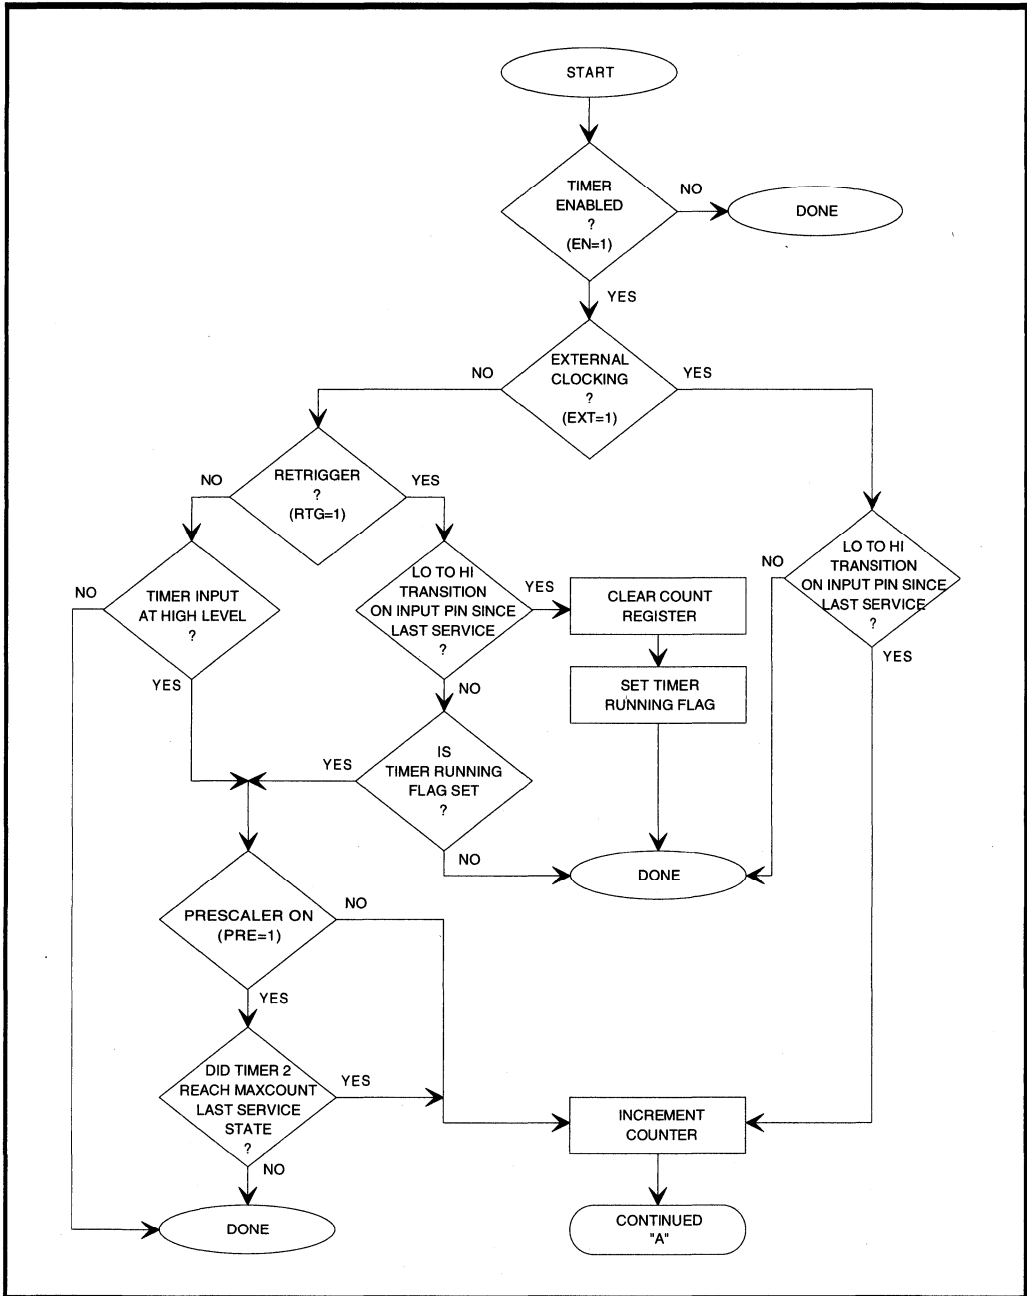 START
TIMER
ENABLED
?
(EN=1)
NO
DONE
YES
EXTERNAL
CLOCKING
?
(EXT=1)
NO
YES
RETRIGGER
?
(RTG=1)
NO
YES
TIMER INPUT
AT HIGH LEVEL
?
NO
YES
LO TO HI
TRANSITION
ON INPUT PIN SINCE
LAST SERVICE
?
YES
NO
CLEAR COUNT
REGISTER
SET TIMER
RUNNING FLAG
LO TO HI
TRANSITION
ON INPUT PIN SINCE
LAST SERVICE
?
NO
YES
IS
TIMER RUNNING
FLAG SET
?
YES
NO
DONE
PRESCALER ON
(PRE=1)
NO
YES
DID TIMER 2
REACH MAXCOUNT
LAST SERVICE
STATE
?
YES
NO
INCREMENT
COUNTER
DONE
CONTINUED
"A"